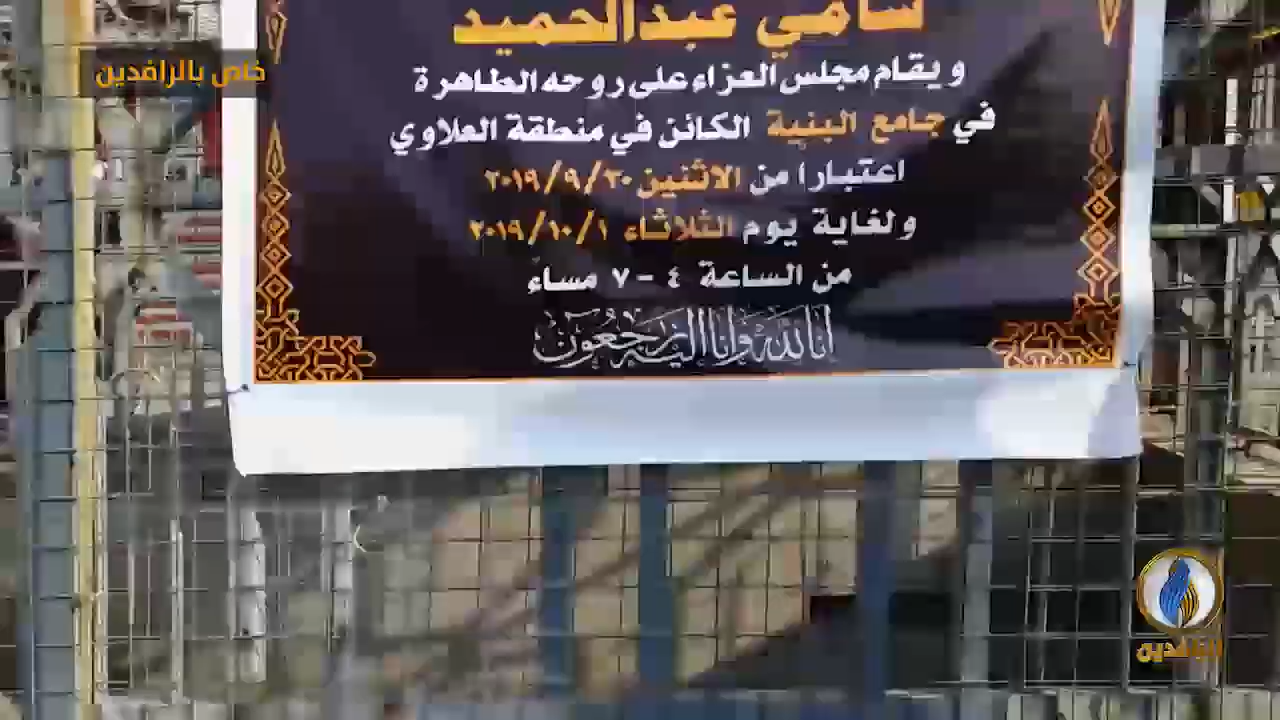 سامي عبدالحميد
ويقام مجلس العزاء على روحه الطاهرة
في جامع البنية الكائن في منطقة العلاوي
اعتبارا من الاثنين ٢٠١٩/٩/٣٠
ولغاية يوم الثلاثاء ٢٠١٩/١٠/١
من الساعة ٤ - ٧ مساءً
انا لله وانا اليه راجعون
خاص بالرافدين
الرافدين